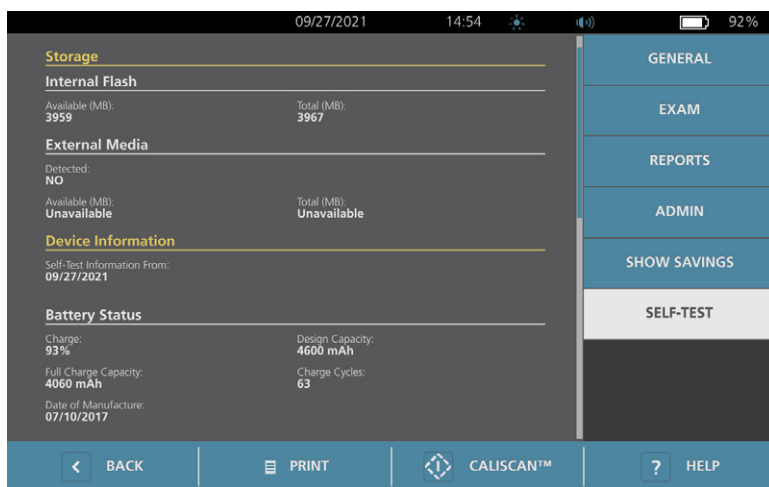 09/27/2021 14:54 92%
Storage
Internal Flash
Available (MB): Total (MB):
3959 3967
External Media
Detected:
NO
Available (MB): Total (MB):
Unavailable Unavailable
Device Information
Self-Test Information From:
09/27/2021
Battery Status
Charge: Design Capacity:
93% 4600 mAh
Full Charge Capacity: Charge Cycles:
4060 mAh 63
Date of Manufacture:
07/10/2017
GENERAL
EXAM
REPORTS
ADMIN
SHOW SAVINGS
SELF-TEST
BACK PRINT CALISCAN™ ? HELP